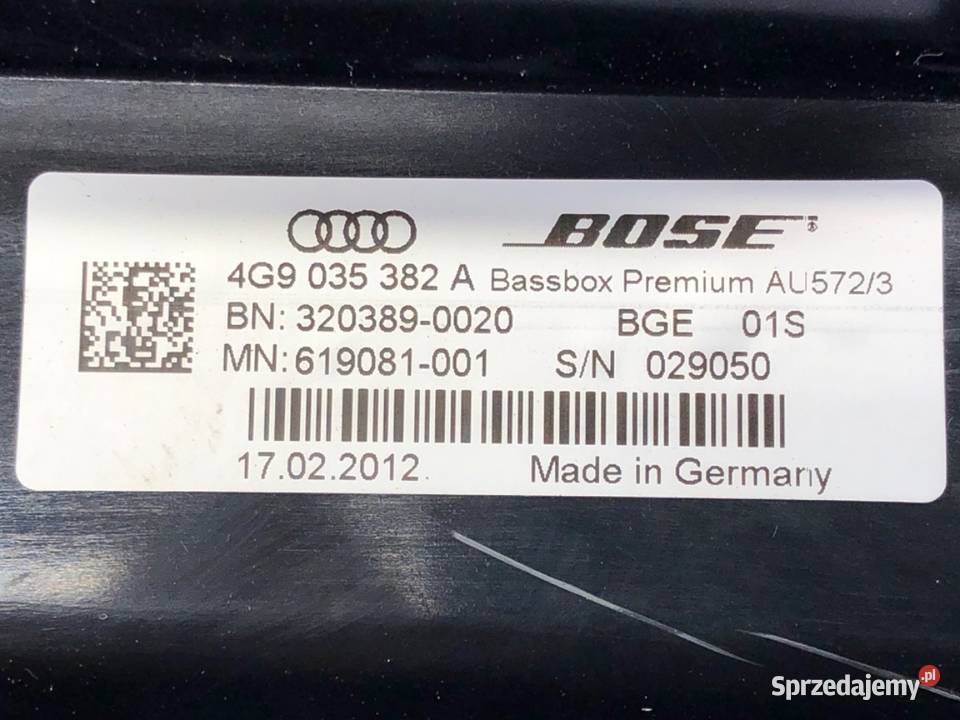 BOSE®
4G9 035 382 A Bassbox Premium AU572/3
BN: 320389-0020 BGE 01S
MN: 619081-001 S/N 029050
17.02.2012 Made in Germany
Sprzedajemy.pl